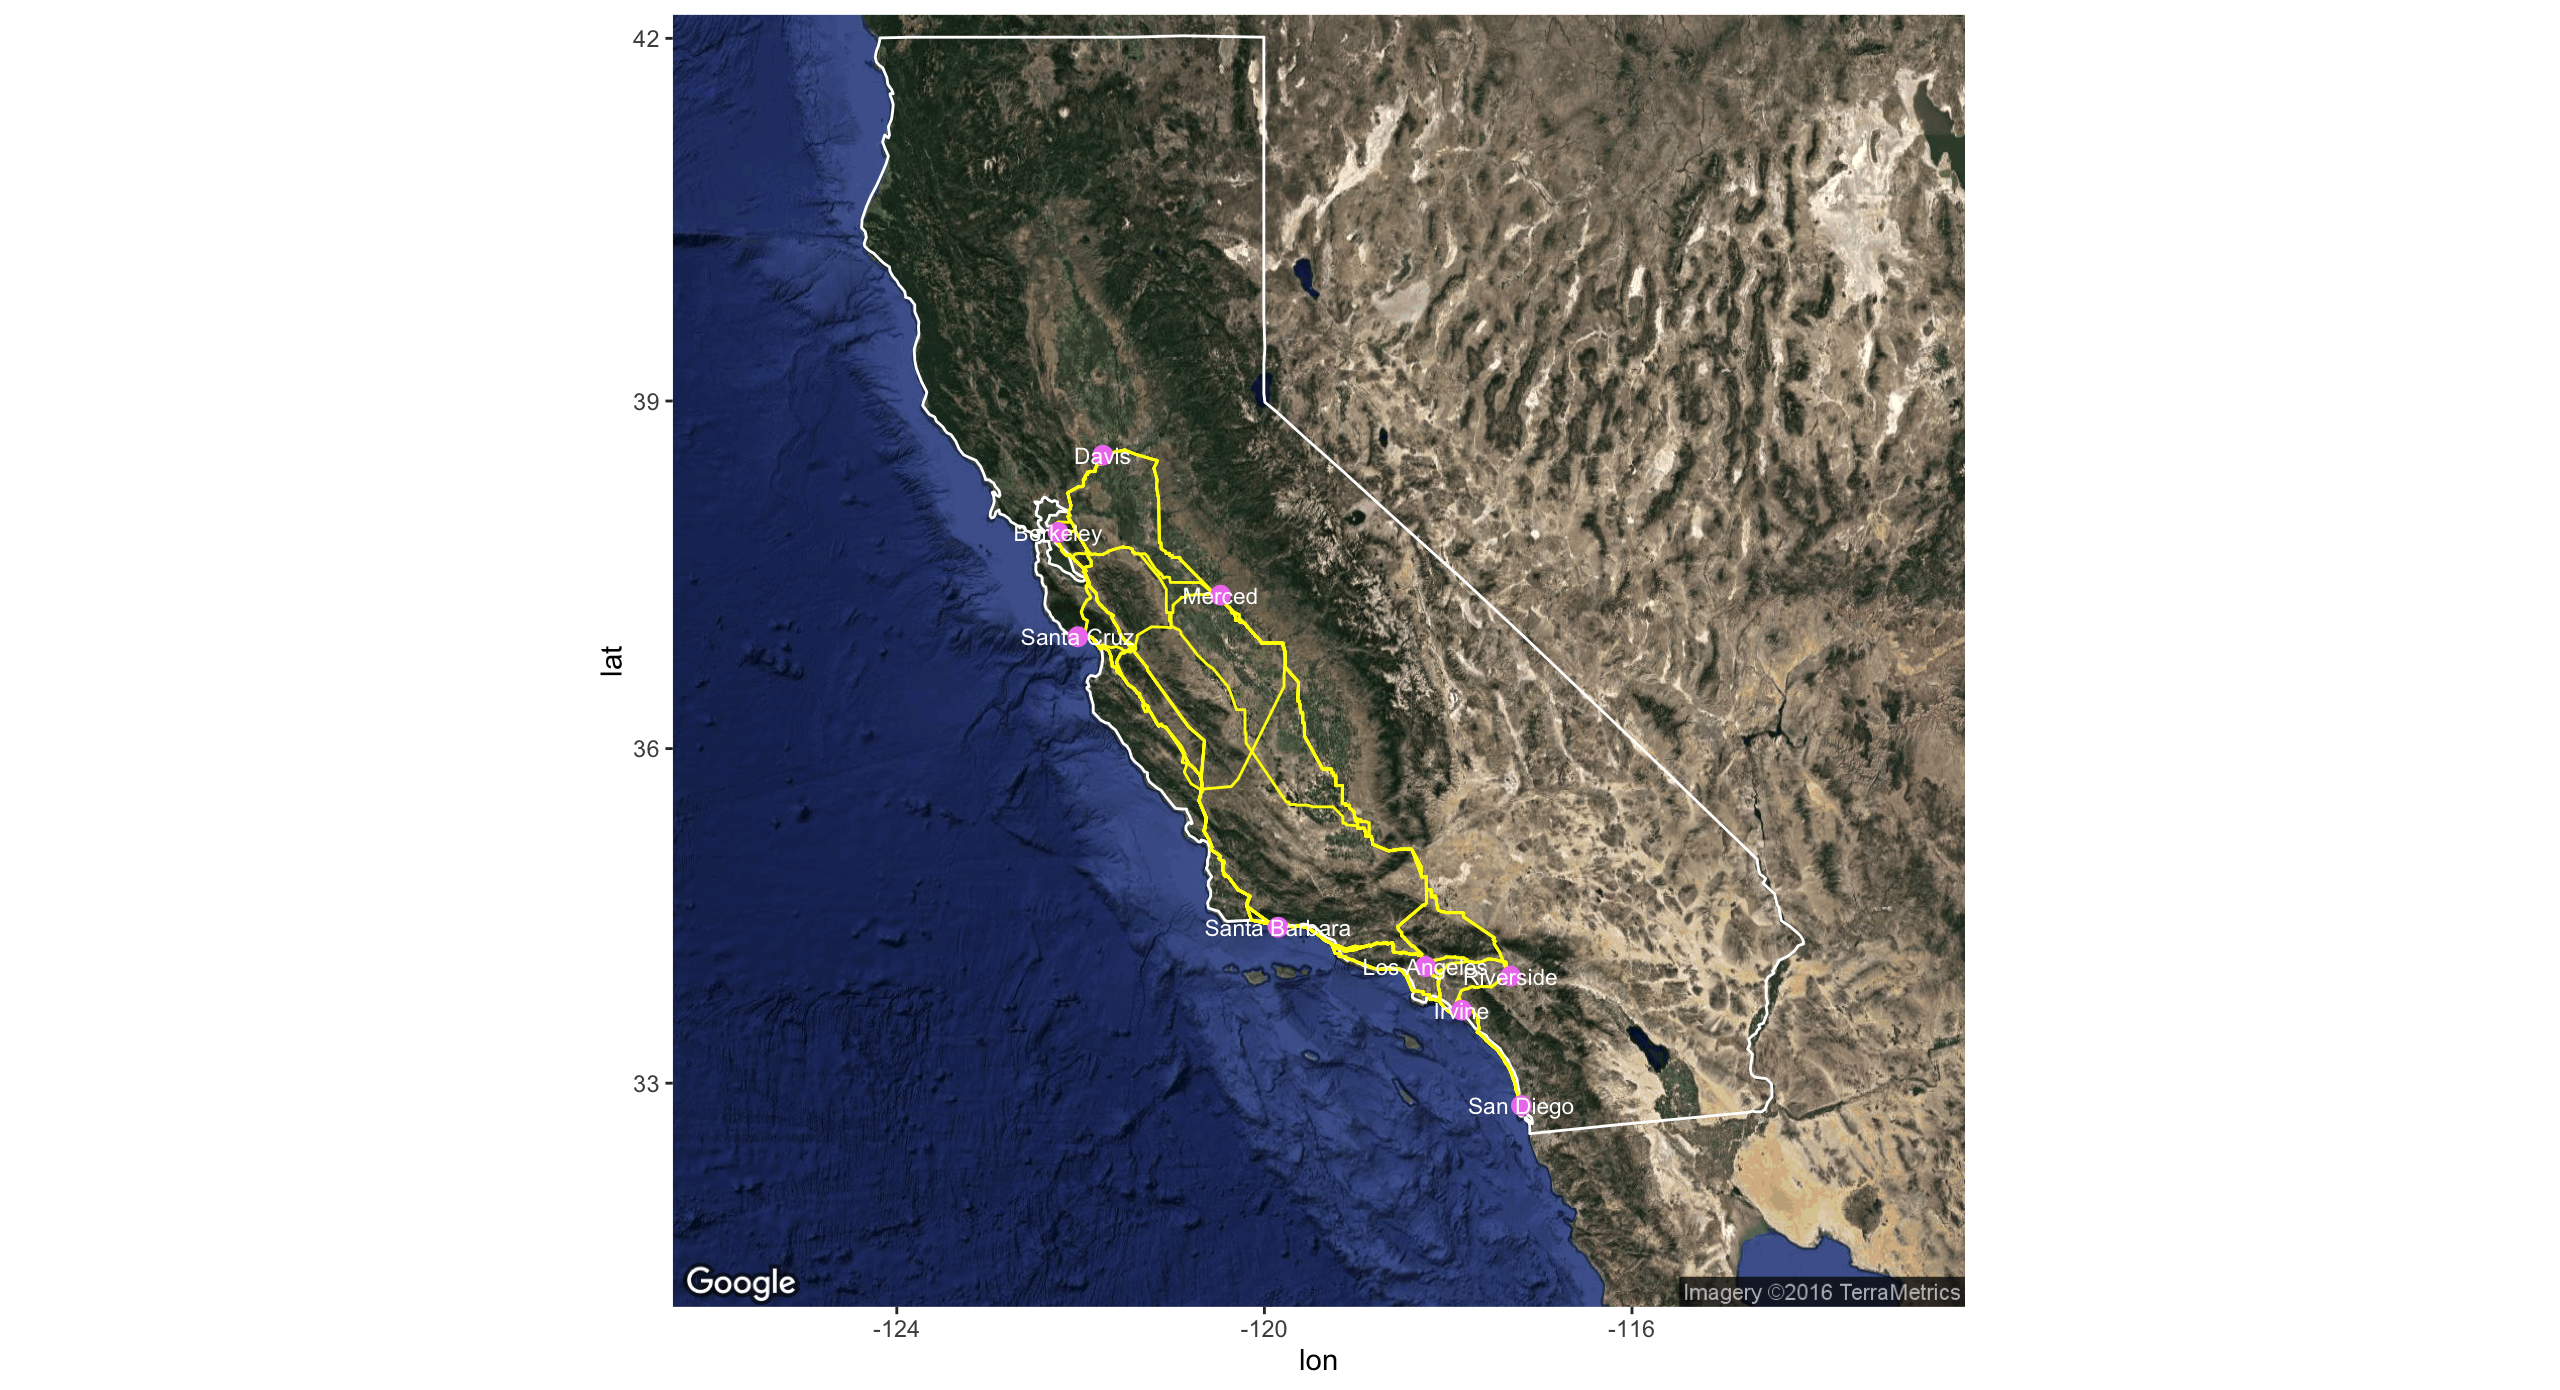 42
39
36
33
lat
Davis
Berkeley
Merced
Santa Cruz
Santa Barbara
Los Angeles
Riverside
Irvine
San Diego
Google
Imagery ©2016 TerraMetrics
-124
-120
-116
lon